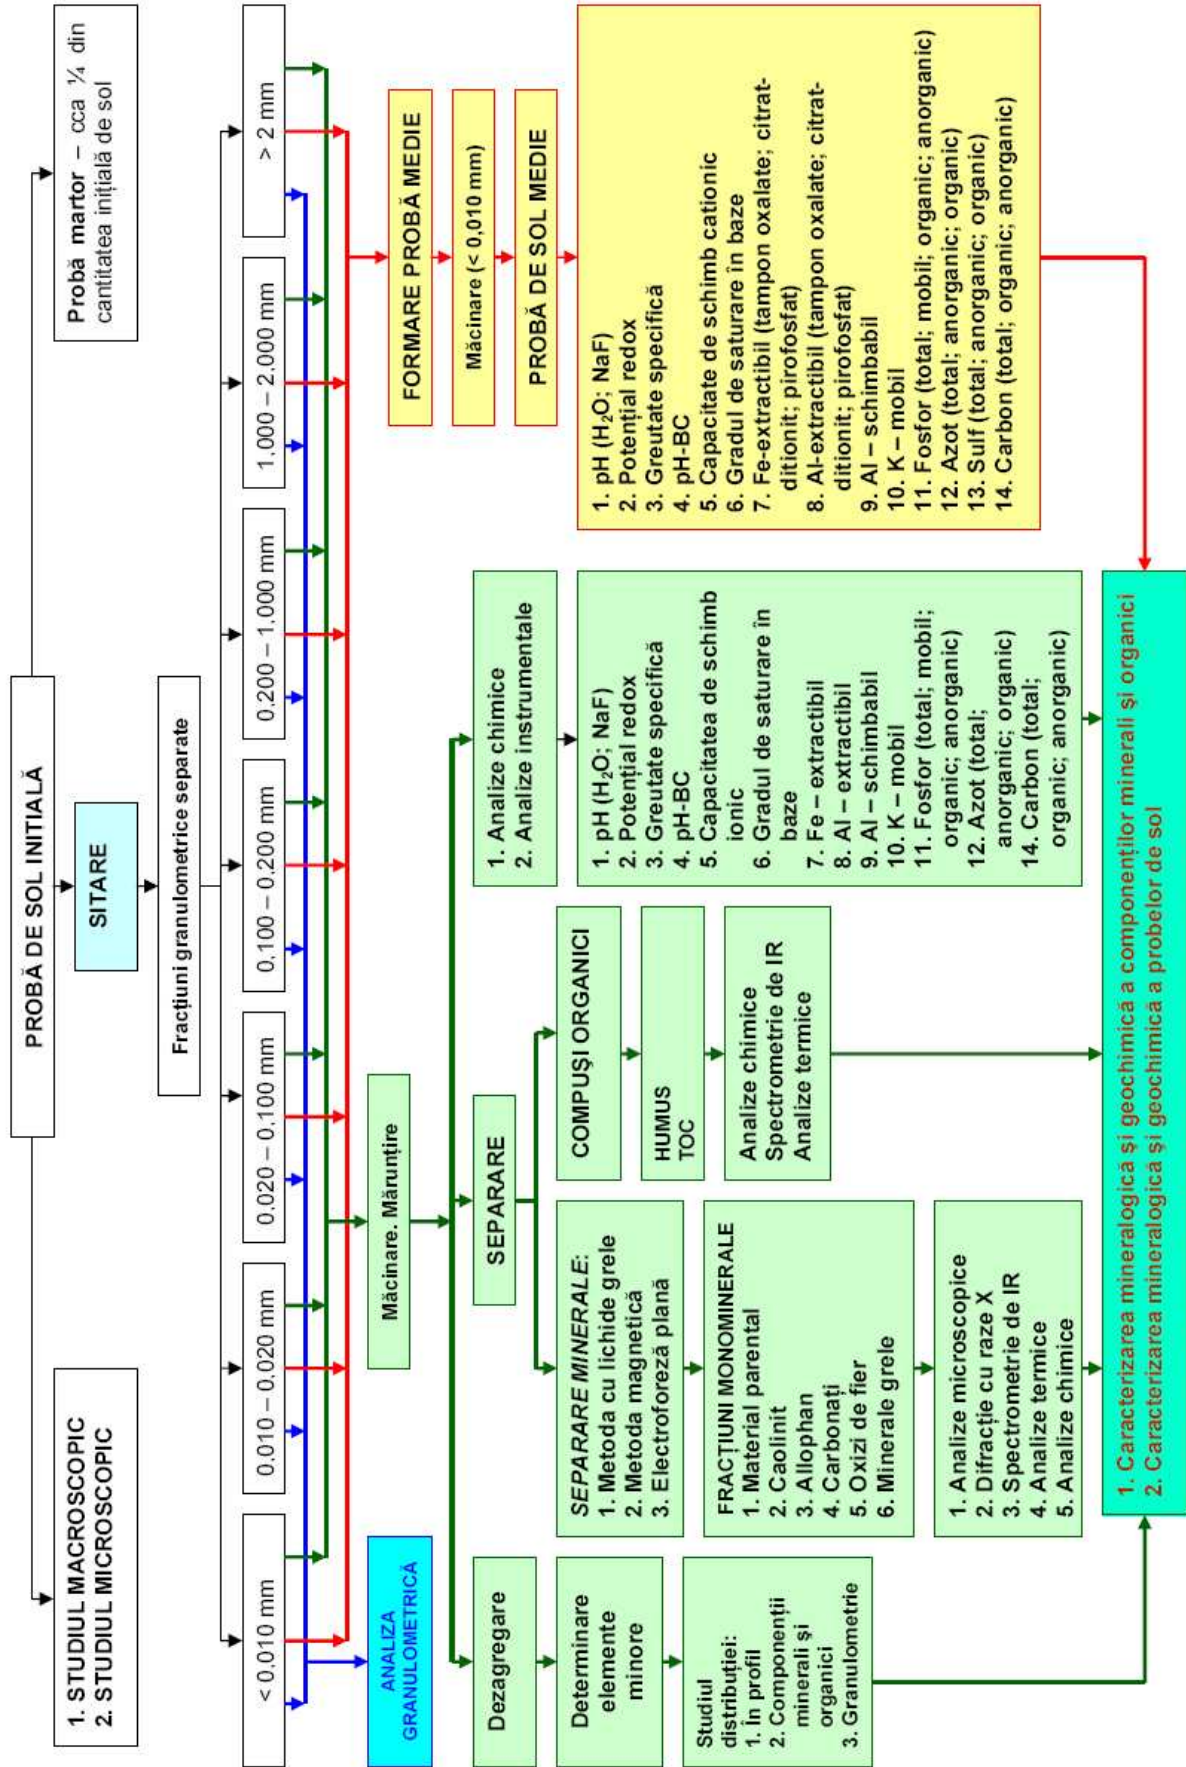 PROBĂ DE SOL INIȚIALĂ
1. STUDIUL MACROSCOPIC
2. STUDIUL MICROSCOPIC
SITARE
Probă martor – cca ¼ din
cantitatea inițială de sol
Fracțiuni granulometrice separate
< 0,010 mm
0.010 – 0.020 mm
0.020 – 0,100 mm
0,100 – 0.200 mm
0.200 – 1.000 mm
1.000 – 2.000 mm
> 2 mm
ANALIZA
GRANULOMETRICĂ
Măcinare. Mărunțire
FORMARE PROBĂ MEDIE
Măcinare (< 0,010 mm)
PROBĂ DE SOL MEDIE
Dezagregare
SEPARARE
1. Analize chimice
2. Analize instrumentale
Determinare
elemente
minore
Studiul
distribuției:
1. În profil
2. Componenții
minerali și
organici
3. Granulometrie
SEPARARE MINERALE:
1. Metoda cu lichide grele
2. Metoda magnetică
3. Electroforeză plană
FRACȚIUNI MONOMINERALE
1. Material parental
2. Caolinit
3. Allophan
4. Carbonați
5. Oxizi de fier
6. Minerale grele
1. Analize microscopice
2. Difracție cu raze X
3. Spectrometrie de IR
4. Analize termice
5. Analize chimice
COMPUȘI ORGANICI
HUMUS
TOC
Analize chimice
Spectrometrie de IR
Analize termice
1. pH (H₂O; NaF)
2. Potențial redox
3. Greutate specifică
4. pH-BC
5. Capacitatea de schimb
ionic
6. Gradul de saturare în
baze
7. Fe – extractibil
8. Al – extractibil
9. Al – schimbabil
10. K – mobil
11. Fosfor (total; mobil;
organic; anorganic)
12. Azot (total;
anorganic; organic)
14. Carbon (total;
organic; anorganic)
1. pH (H₂O; NaF)
2. Potențial redox
3. Greutate specifică
4. pH-BC
5. Capacitate de schimb cationic
6. Gradul de saturare în baze
7. Fe-extractibil (tampon oxalate; citrat-
ditionit; pirofosfat)
8. Al-extractibil (tampon oxalate; citrat-
ditionit; pirofosfat)
9. Al – schimbabil
10. K – mobil
11. Fosfor (total; mobil; organic; anorganic)
12. Azot (total; anorganic; organic)
13. Sulf (total; anorganic; organic)
14. Carbon (total; organic; anorganic)
1. Caracterizarea mineralogică și geochimică a componenților minerali și organici
2. Caracterizarea mineralogică și geochimică a probelor de sol